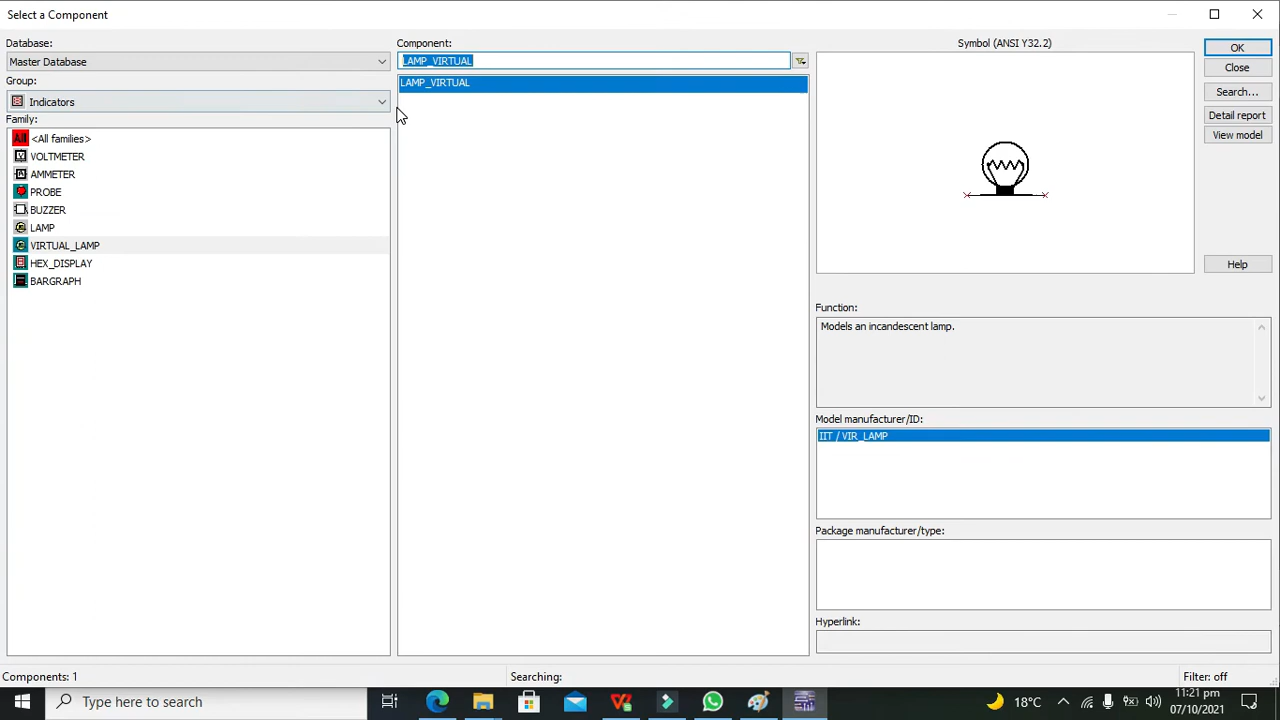 Select a Component
Database:
Master Database
Group:
Indicators
Family:
All <All families>
VOLTMETER
AMMETER
PROBE
BUZZER
LAMP
VIRTUAL_LAMP
HEX_DISPLAY
BARGRAPH
Component:
LAMP_VIRTUAL
LAMP_VIRTUAL
Symbol (ANSI Y32.2)
OK
Close
Search...
Detail report
View model
Help
Function:
Models an incandescent lamp.
Model manufacturer/ID:
IIT / VIR_LAMP
Package manufacturer/type:
Hyperlink:
Components: 1
Searching:
Filter: off
Type here to search
18°C
11:21 pm
07/10/2021